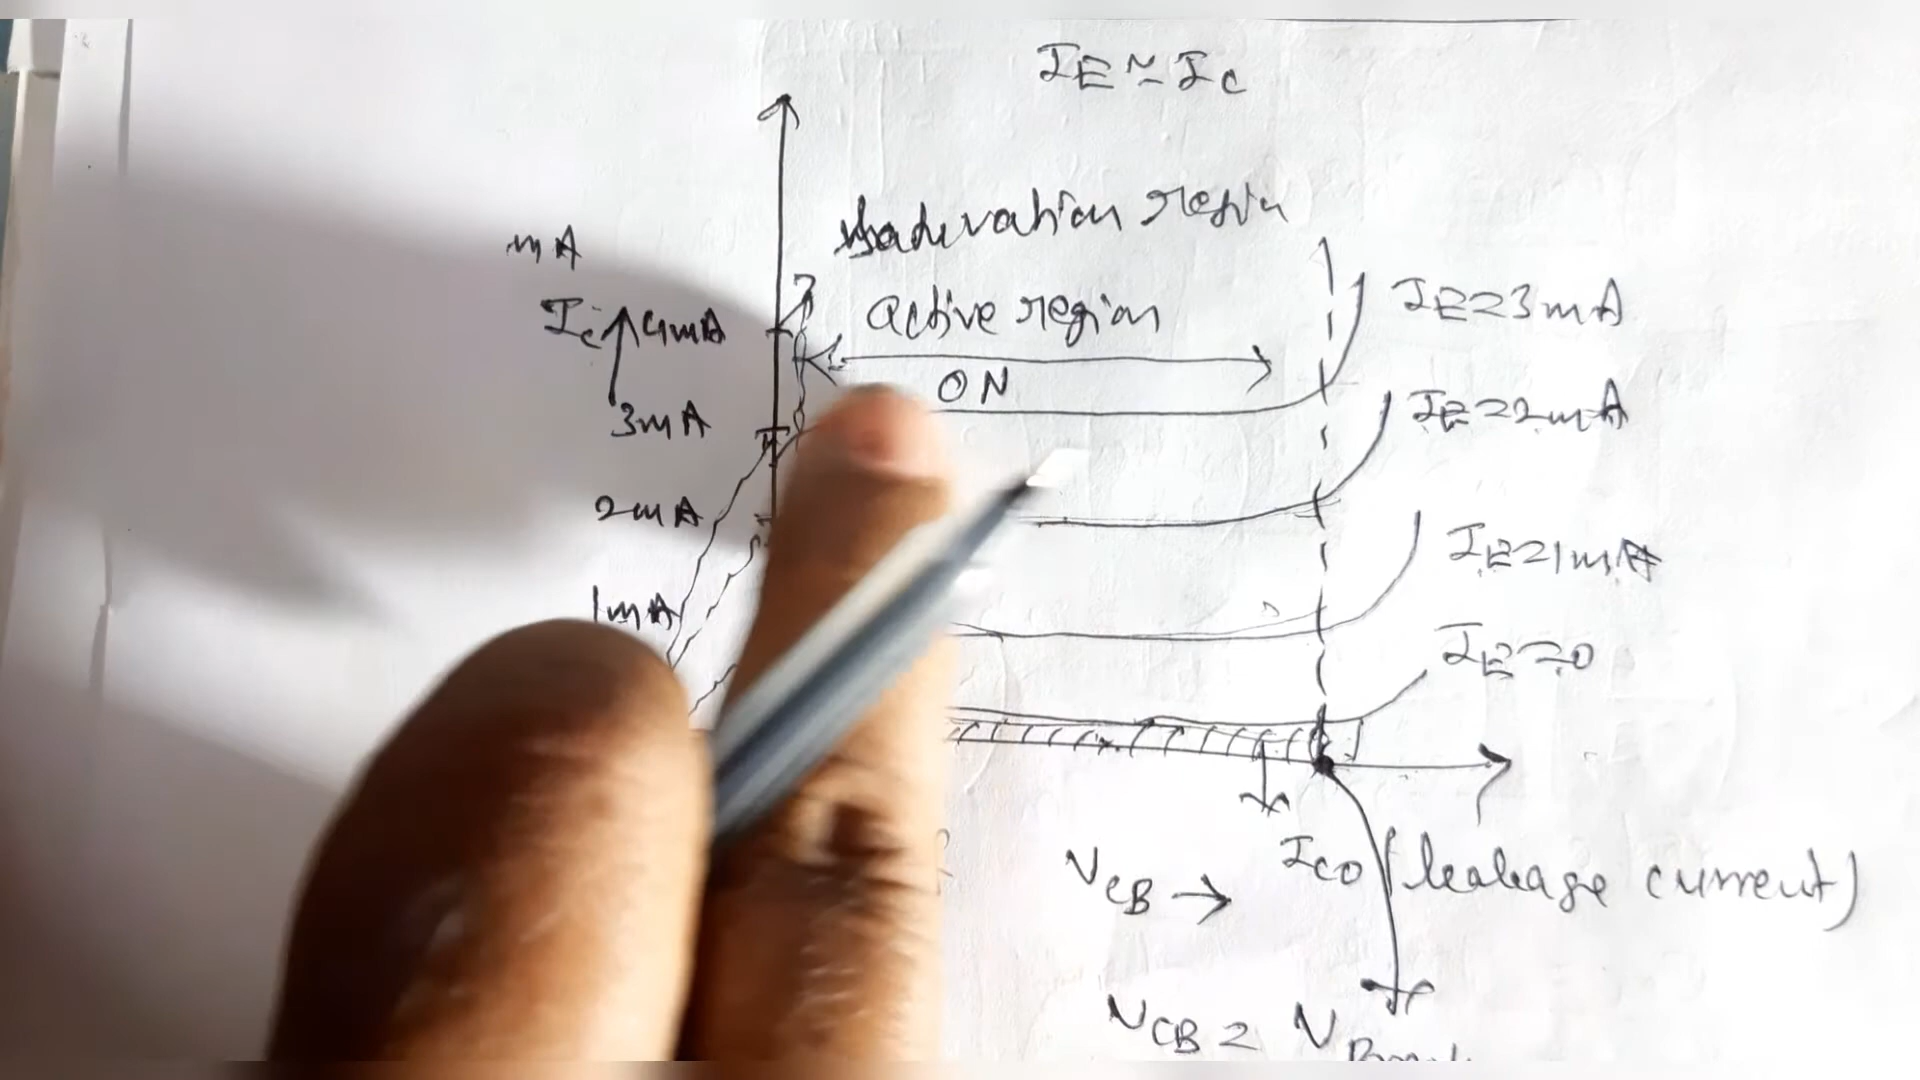 IE ≃ Ic
saturation region
mA
active region
Ic 4mA
IE=3mA
ON
3mA
IE=2mA
2mA
IE=1mA
1mA
IE=0
ICO (leakage current)
VCB →
VCB = V